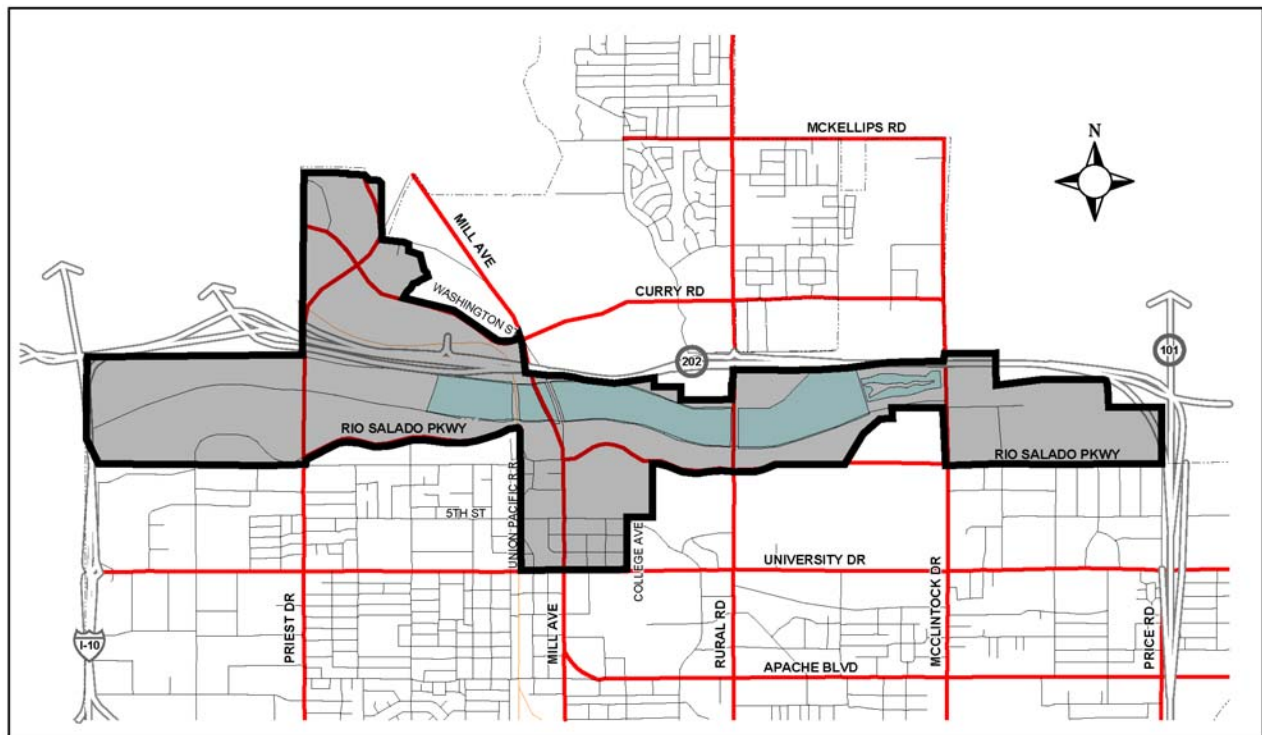 MCKELLIPS RD
N
MILL AVE
WASHINGTON ST
CURRY RD
202
101
RIO SALADO PKWY
RIO SALADO PKWY
5TH ST
UNION PACIFIC R.R.
COLLEGE AVE
UNIVERSITY DR
PRIEST DR
MILL AVE
RURAL RD
MCCLINTOCK DR
PRICE RD
I-10
APACHE BLVD